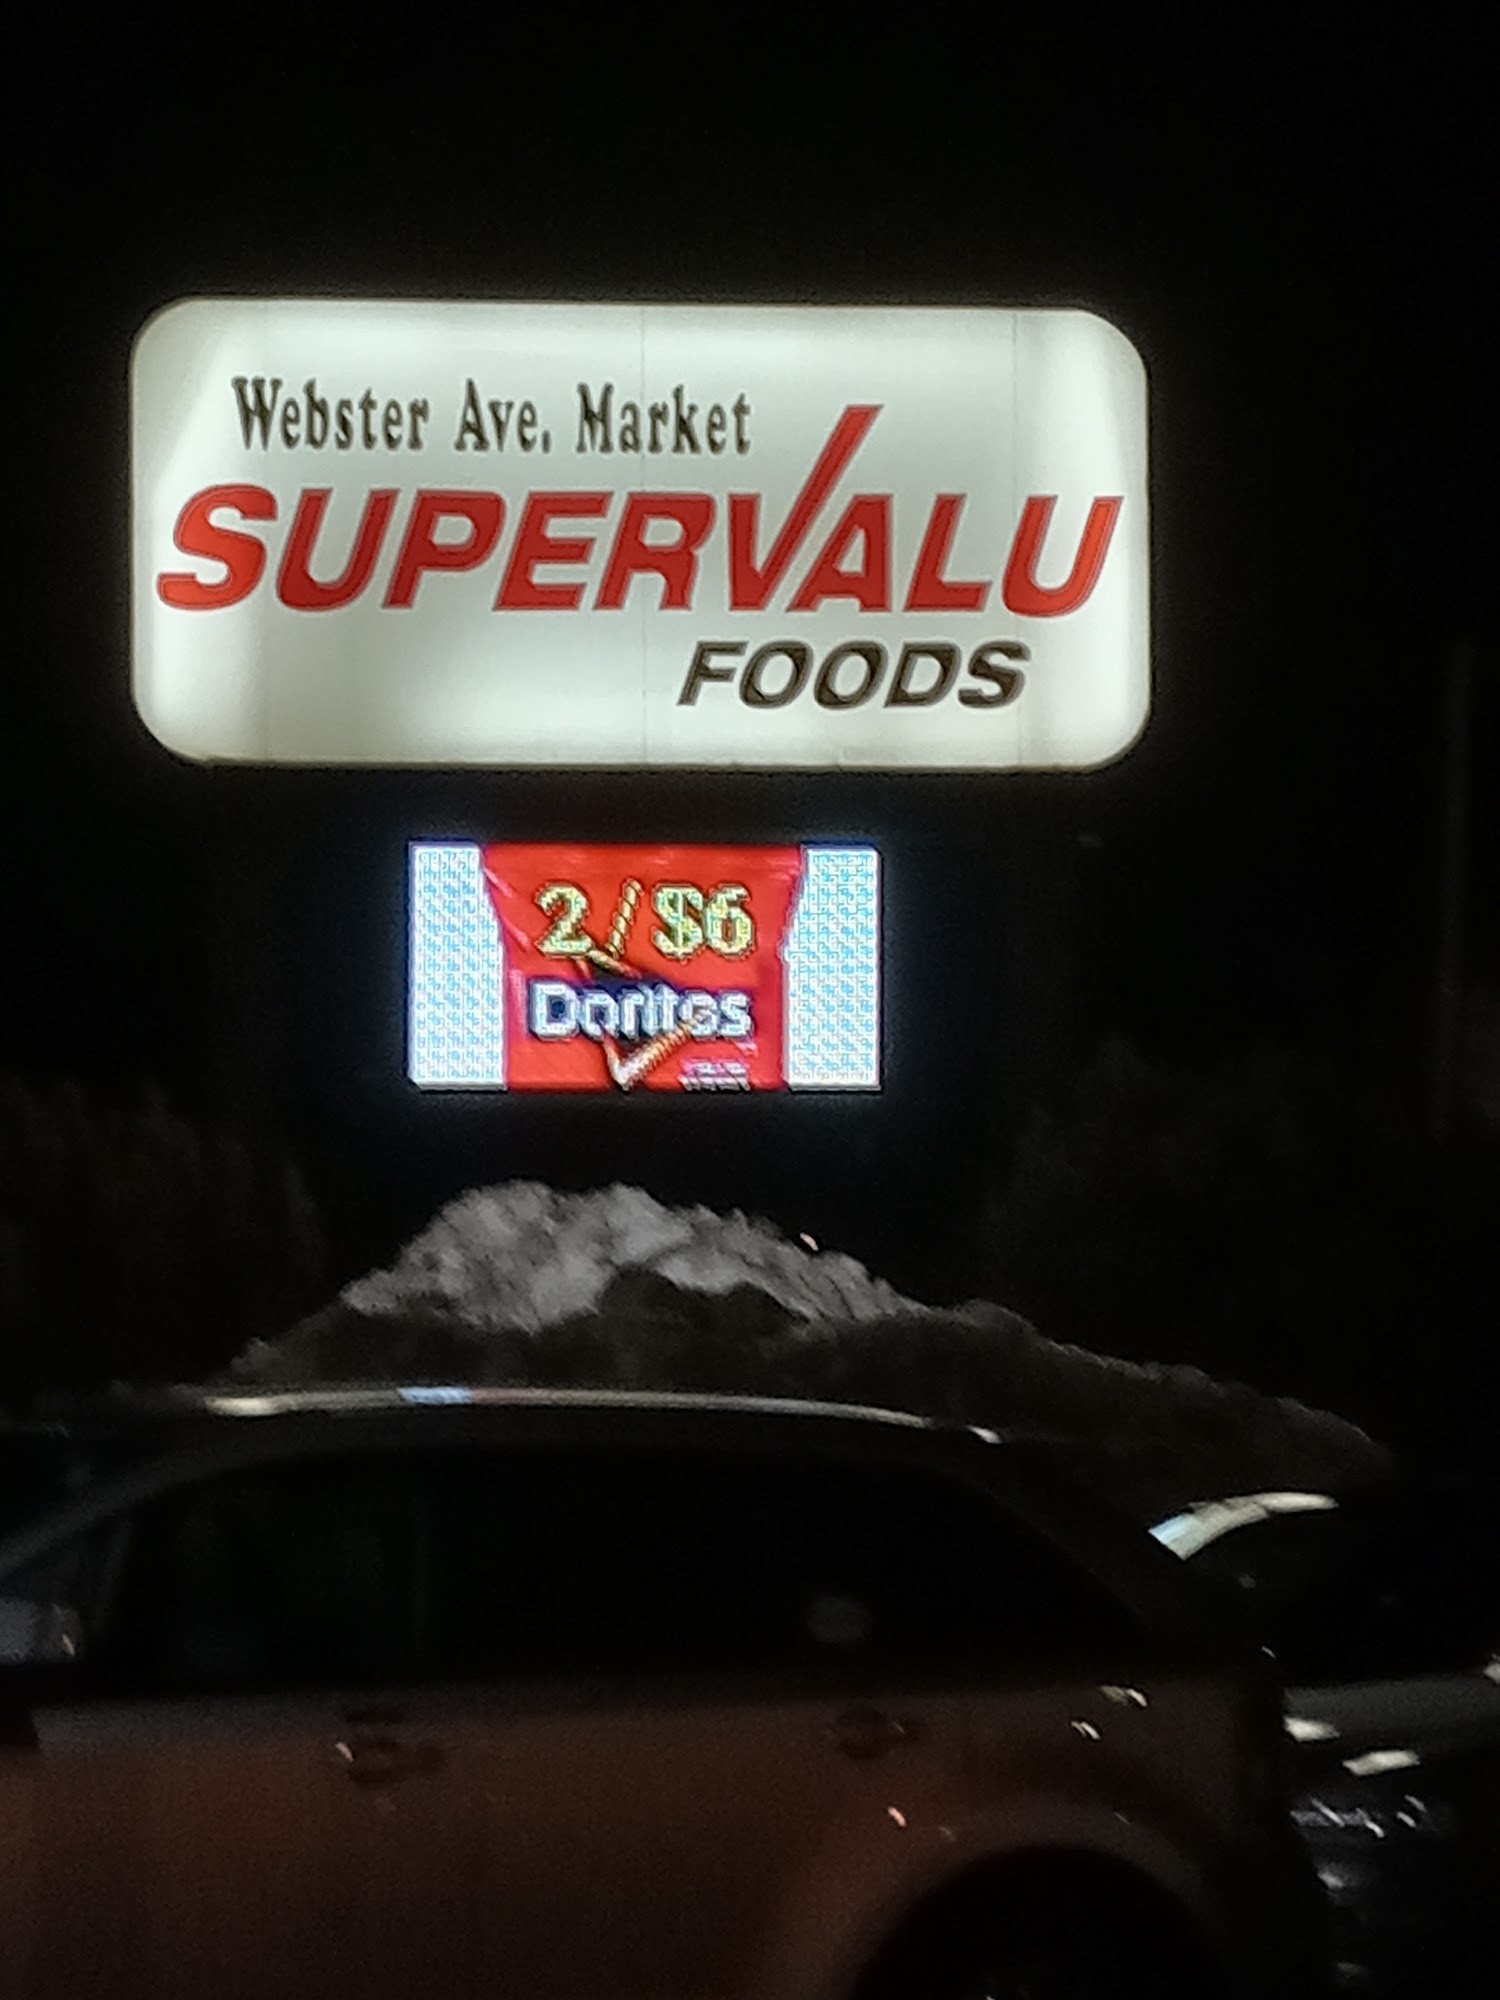 Webster Ave. Market
SUPERVALU
FOODS
2/$6
Doritos